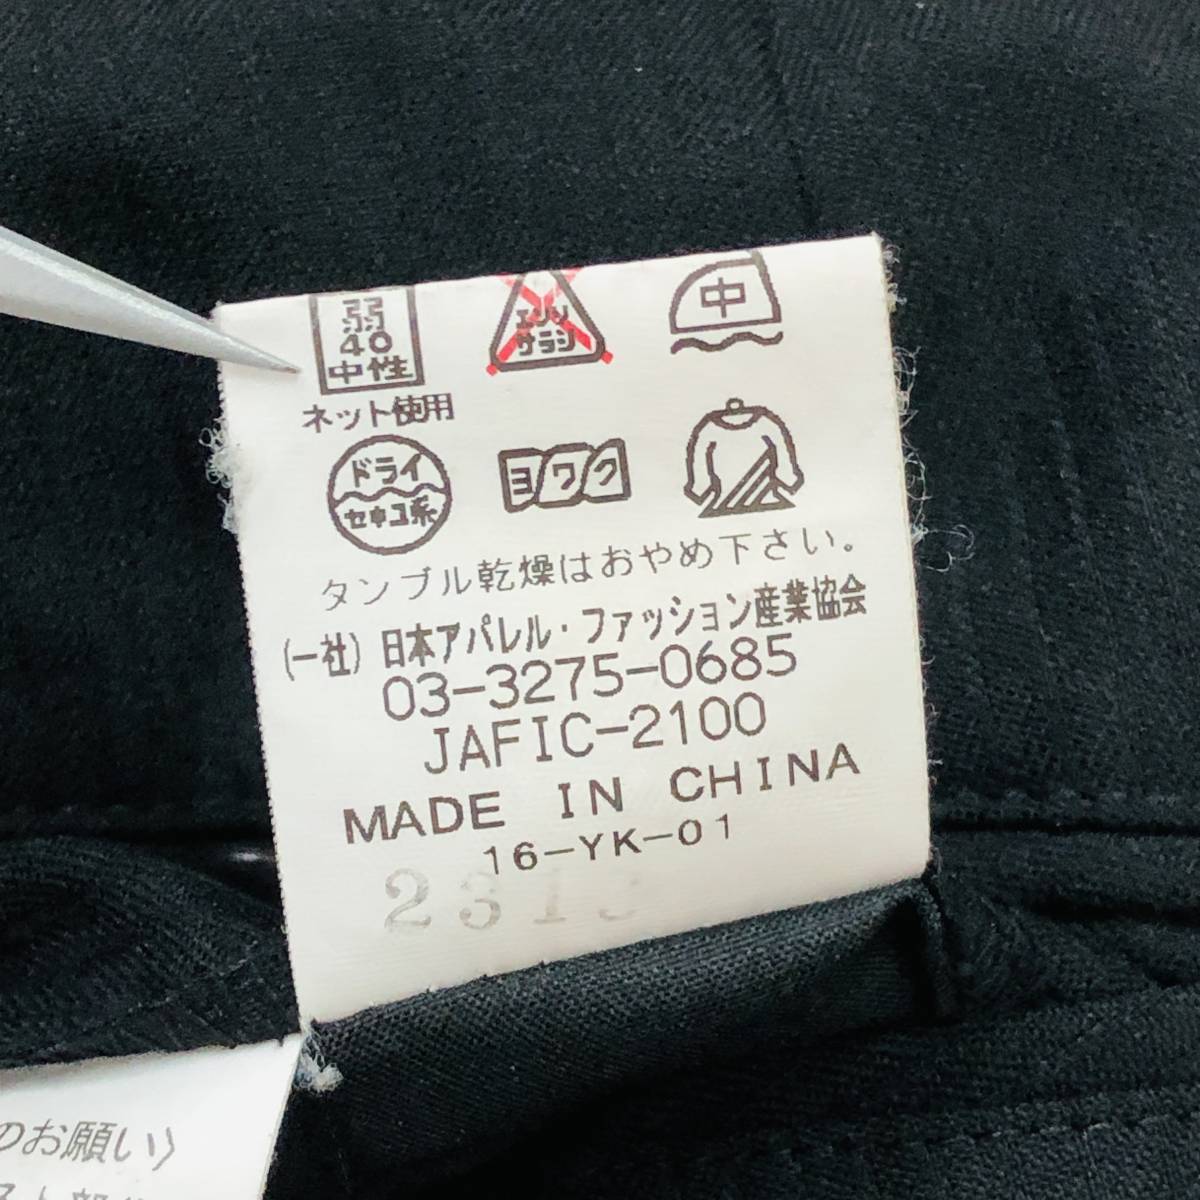 弱
40
中性
エンソ
サラシ
中
ネット使用
ドライ
セキユ系
ヨワク
タンブル乾燥はおやめ下さい。
(一社) 日本アパレル・ファッション産業協会
03-3275-0685
JAFIC-2100
MADE IN CHINA
16-YK-01
のお願い〉